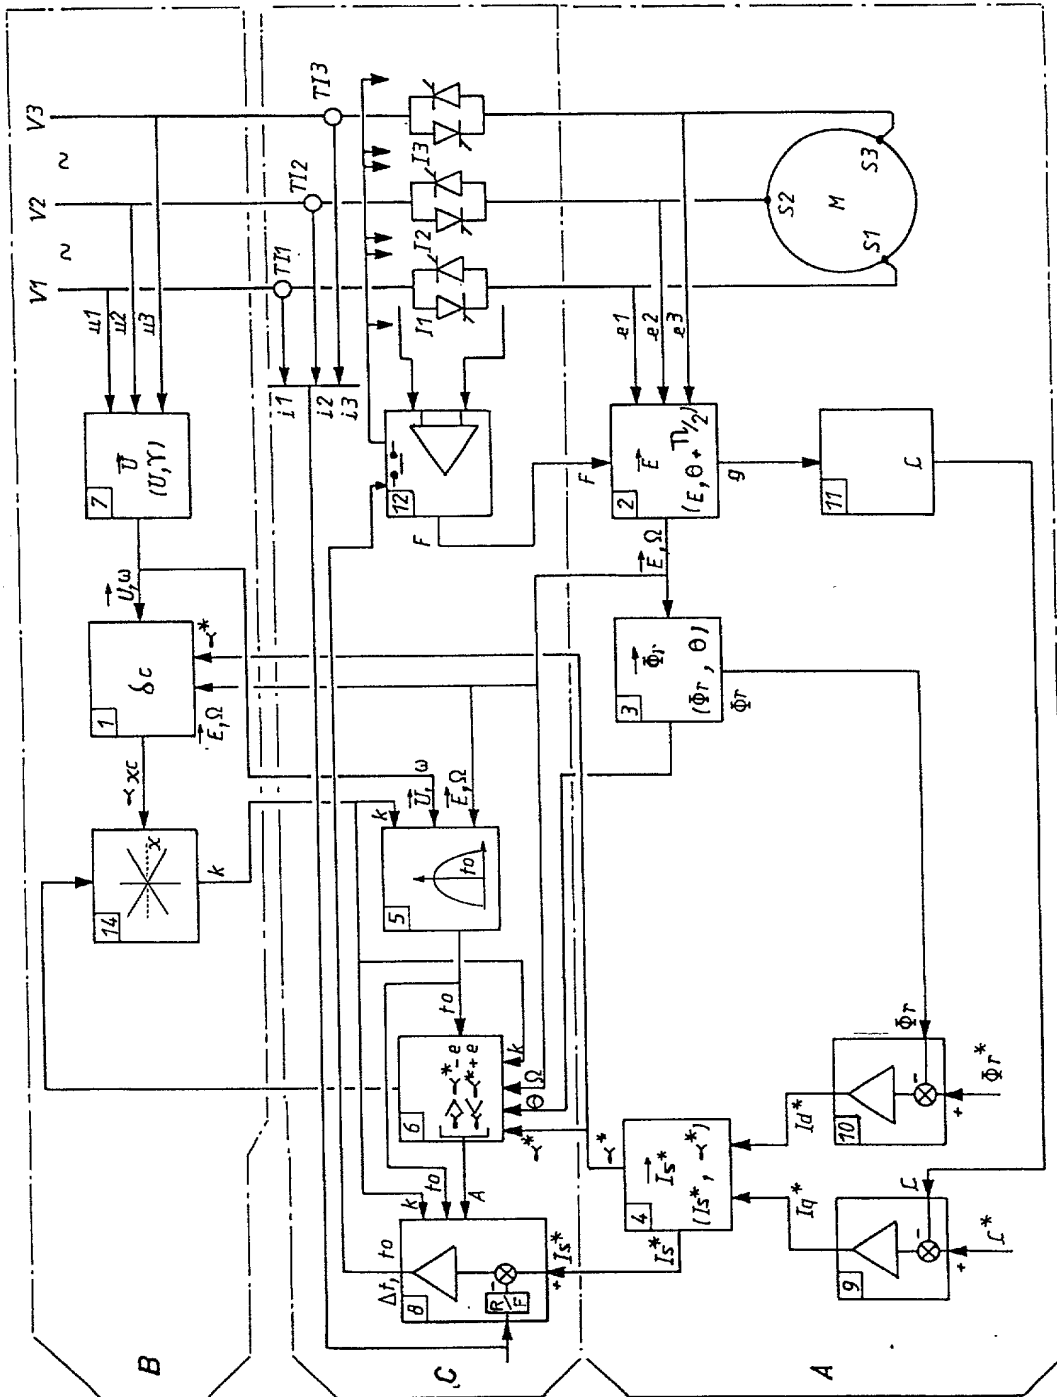 B
C
A
V1
V2
V3
~
~
u1
u2
u3
TI1
TI2
TI3
i1
i2
i3
I1
I2
I3
7
U
(U, γ)
U, ω
1
δc
α*
E, Ω
α xc
14
x
k
k
U, ω
E, Ω
5
to
to
6
α > α* - e
α < α* + e
k
Ω
θ
α*
k
to
A
Δt, to
8
R/F
-
+
Is*
12
F
F
e1
e2
e3
S1
S2
S3
M
2
E
(E, θ + π/2)
g
E, Ω
11
Γ
3
Φr
(Φr, θ)
Φr
4
Is*
(Is*, α*)
Is*
α*
Id*
Iq*
10
-
+
Φr
Φr*
9
-
+
Γ
Γ*